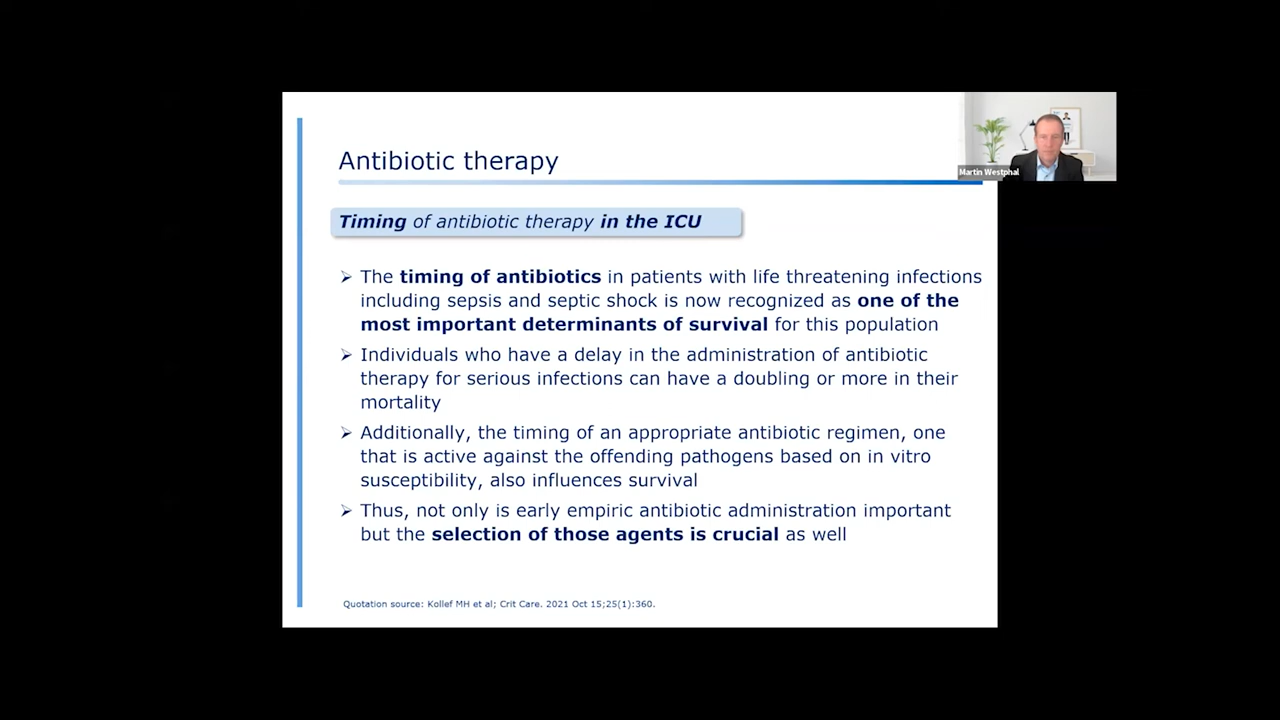 Antibiotic therapy
Martin Westphal
Timing of antibiotic therapy in the ICU
➢ The timing of antibiotics in patients with life threatening infections
including sepsis and septic shock is now recognized as one of the
most important determinants of survival for this population
➢ Individuals who have a delay in the administration of antibiotic
therapy for serious infections can have a doubling or more in their
mortality
➢ Additionally, the timing of an appropriate antibiotic regimen, one
that is active against the offending pathogens based on in vitro
susceptibility, also influences survival
➢ Thus, not only is early empiric antibiotic administration important
but the selection of those agents is crucial as well
Quotation source: Kollef MH et al; Crit Care. 2021 Oct 15;25(1):360.